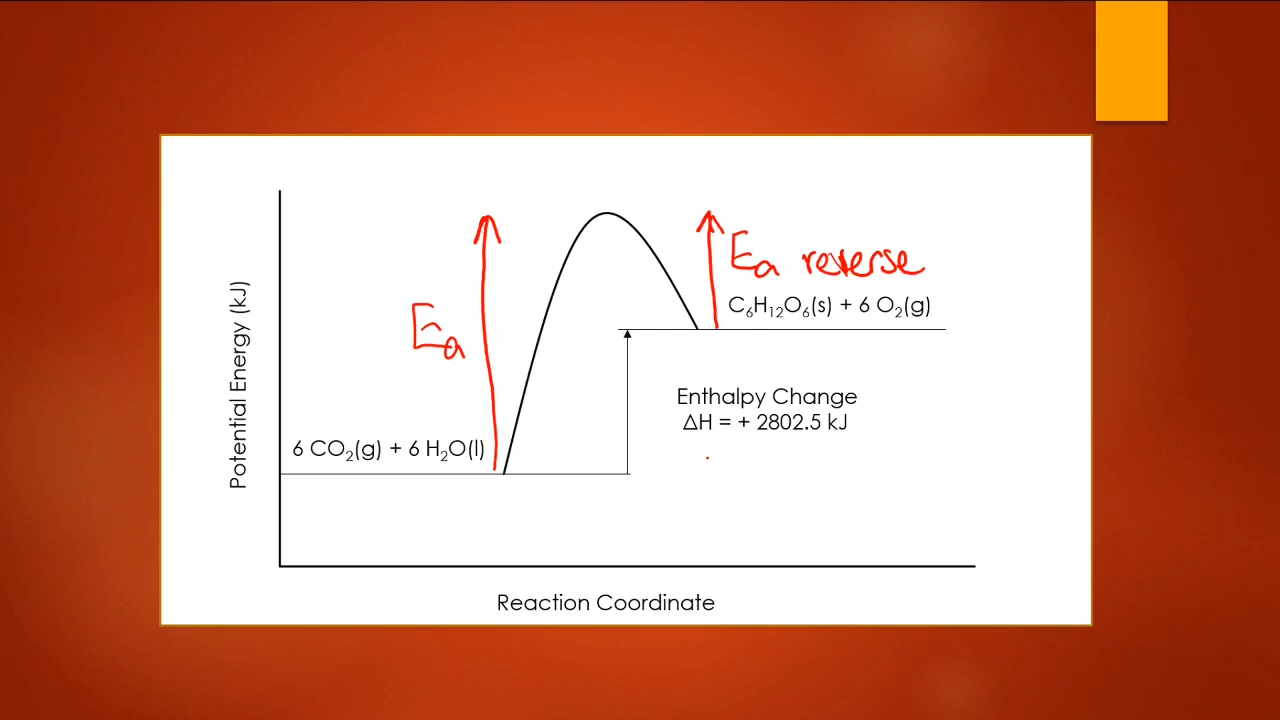 Eₐ reverse
C₆H₁₂O₆(s) + 6 O₂(g)
Eₐ
Enthalpy Change
ΔH = + 2802.5 kJ
6 CO₂(g) + 6 H₂O(l)
Potential Energy (kJ)
Reaction Coordinate